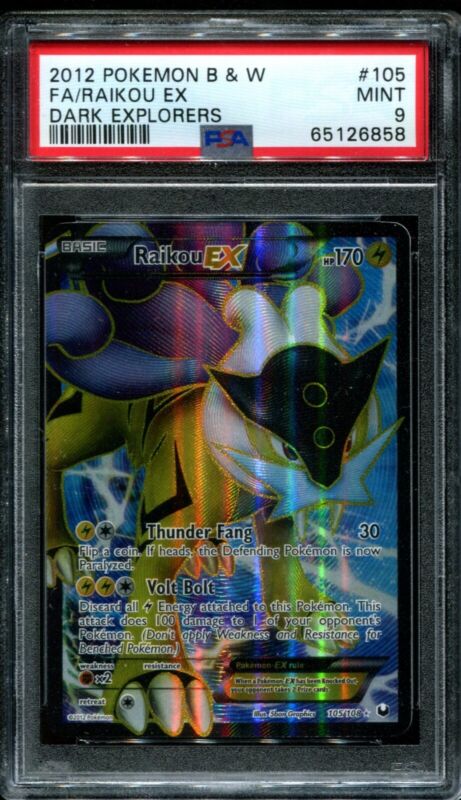 2012 POKEMON B & W #105
FA/RAIKOU EX MINT
DARK EXPLORERS 9
PSA 65126858
BASIC Raikou EX HP170
Thunder Fang 30
Flip a coin. If heads, the Defending Pokémon is now
Paralyzed.
Volt Bolt
Discard all Energy attached to this Pokémon. This
attack does 100 damage to 1 of your opponent's
Pokémon. (Don't apply Weakness and Resistance for
Benched Pokémon.)
weakness resistance
×2
Pokémon-EX rule
When a Pokémon-EX has been Knocked Out,
your opponent takes 2 Prize cards.
retreat
©2012 Pokémon
Illus. 5ban Graphics 105/108